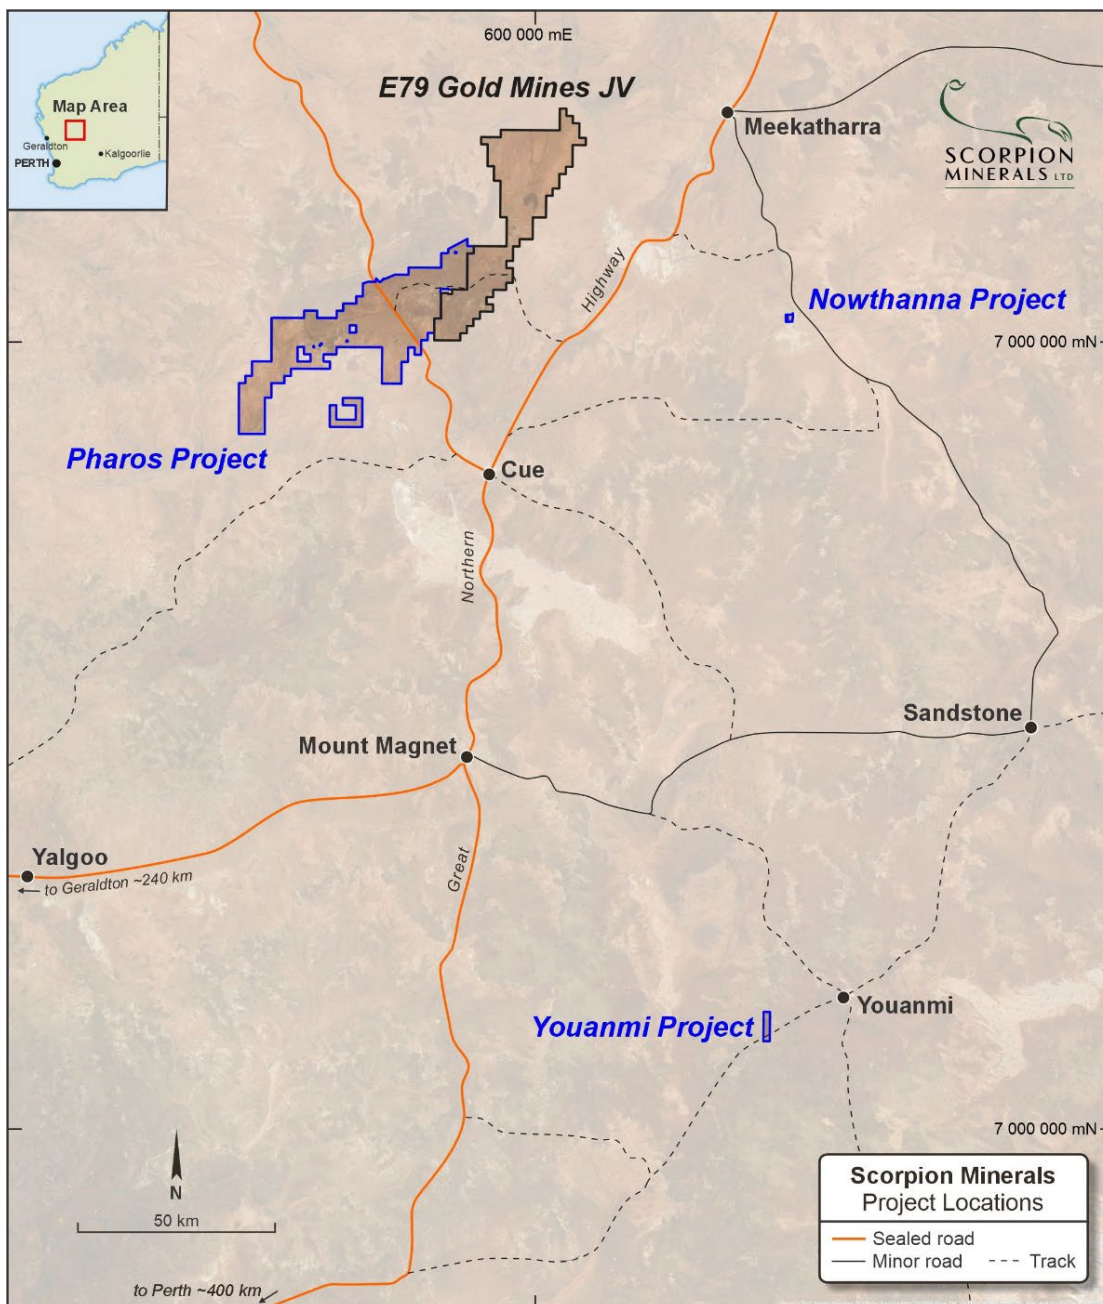 600 000 mE
E79 Gold Mines JV
Map Area
Geraldton
Kalgoorlie
PERTH
Meekatharra
SCORPION
MINERALS LTD
Highway
Nowthanna Project
7 000 000 mN
Pharos Project
Cue
Northern
Sandstone
Mount Magnet
Yalgoo
to Geraldton ~240 km
Great
Youanmi
Youanmi Project
7 000 000 mN
N
50 km
to Perth ~400 km
Scorpion Minerals
Project Locations
Sealed road
Minor road
Track